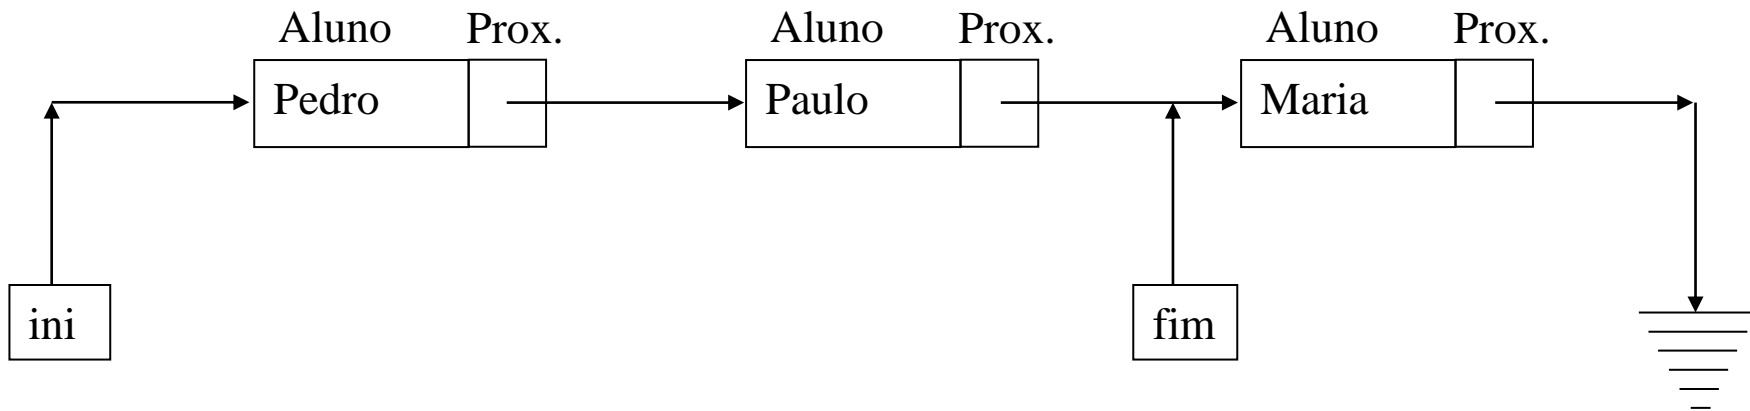 Aluno Prox. Aluno Prox. Aluno Prox.
Pedro Paulo Maria
ini fim